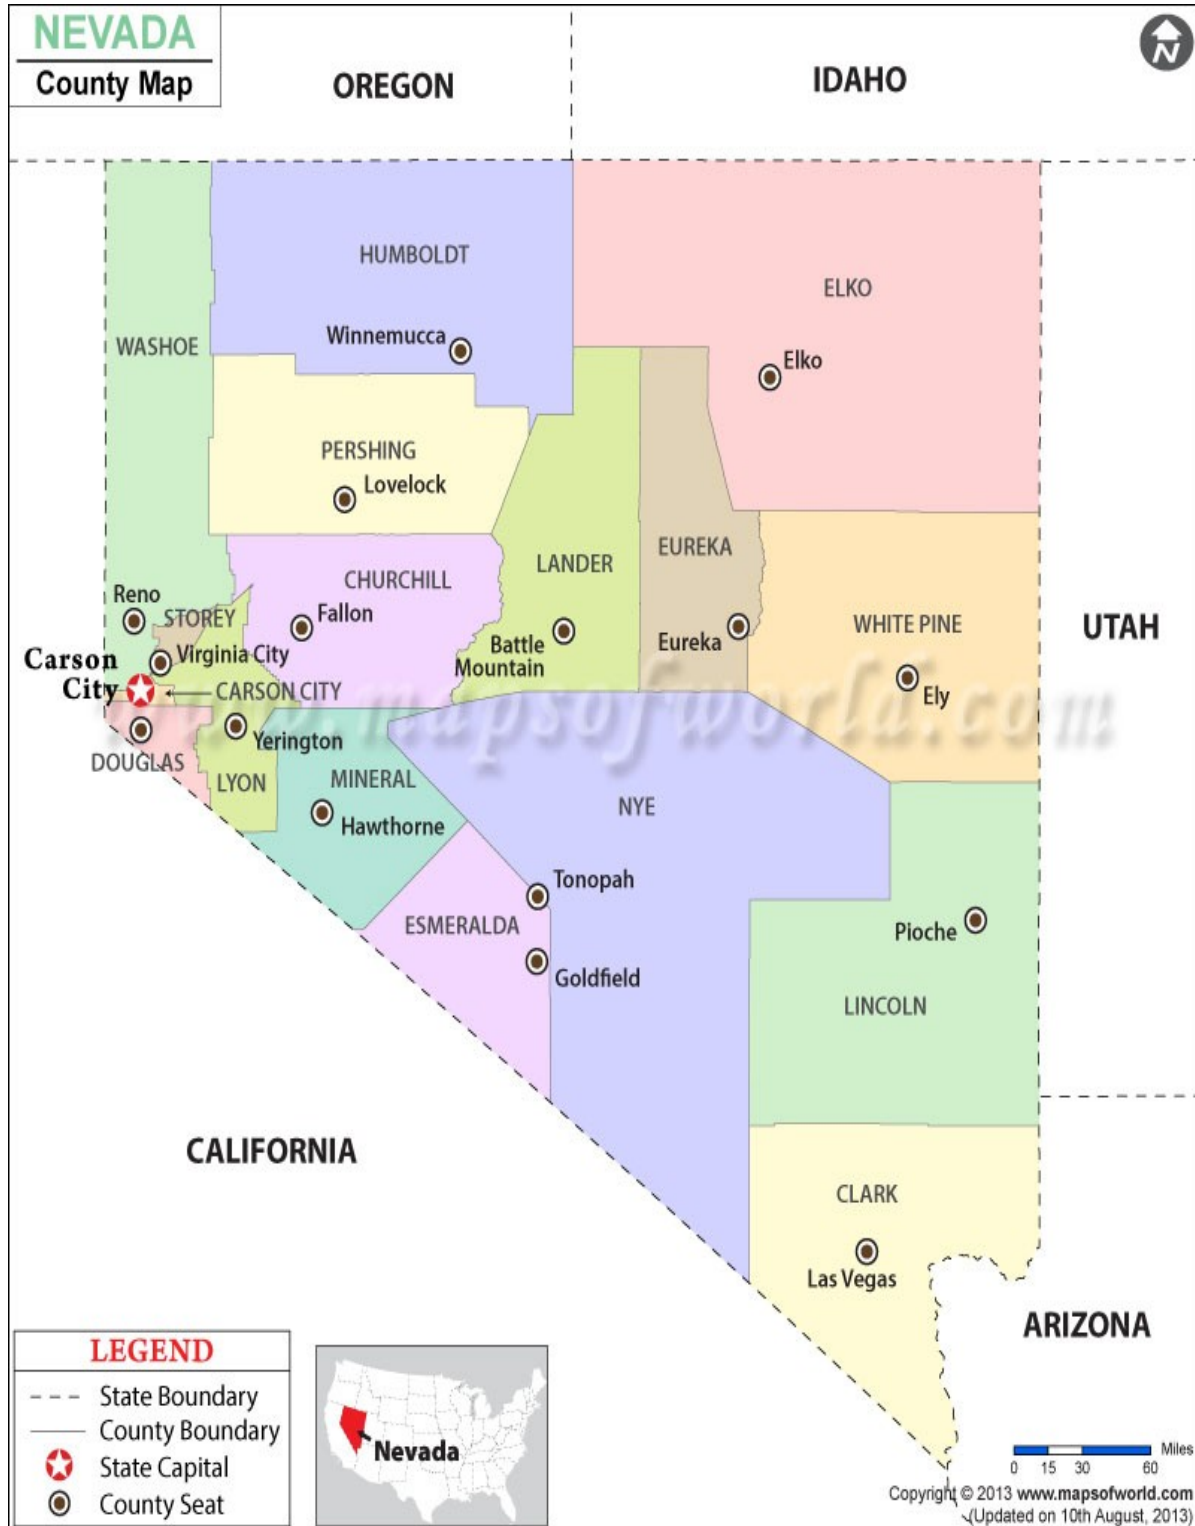 NEVADA
County Map
N
OREGON
IDAHO
HUMBOLDT
ELKO
Winnemucca
WASHOE
Elko
PERSHING
Lovelock
EUREKA
LANDER
CHURCHILL
Reno
STOREY
Fallon
WHITE PINE
UTAH
Battle
Mountain
Eureka
Virginia City
Carson
City
CARSON CITY
Ely
www.mapsofworld.com
Yerington
DOUGLAS
LYON
MINERAL
NYE
Hawthorne
Tonopah
ESMERALDA
Pioche
Goldfield
LINCOLN
CALIFORNIA
CLARK
Las Vegas
ARIZONA
LEGEND
State Boundary
County Boundary
State Capital
County Seat
Nevada
Miles
0 15 30 60
Copyright © 2013 www.mapsofworld.com
(Updated on 10th August, 2013)